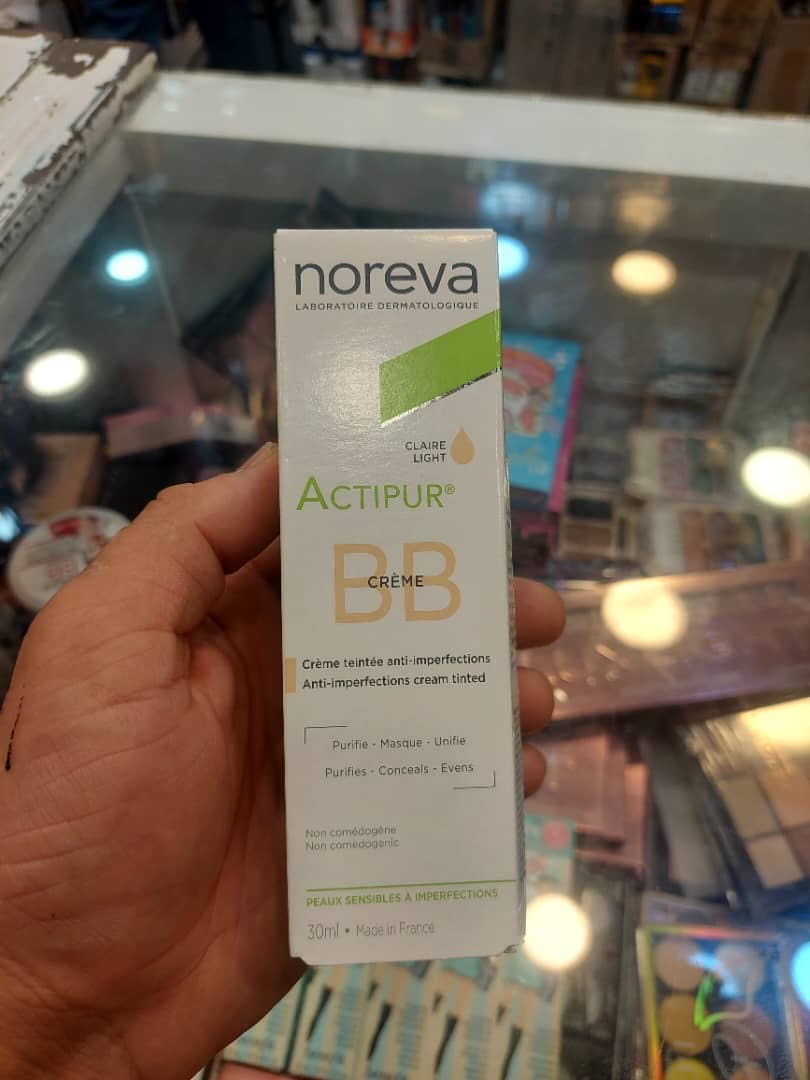 noreva
LABORATOIRE DERMATOLOGIQUE
CLAIRE
LIGHT
ACTIPUR®
BB
CRÈME
Crème teintée anti-imperfections
Anti-imperfections cream tinted
Purifie - Masque - Unifie
Purifies - Conceals - Evens
Non comédogène
Non comedogenic
PEAUX SENSIBLES À IMPERFECTIONS
30ml • Made in France